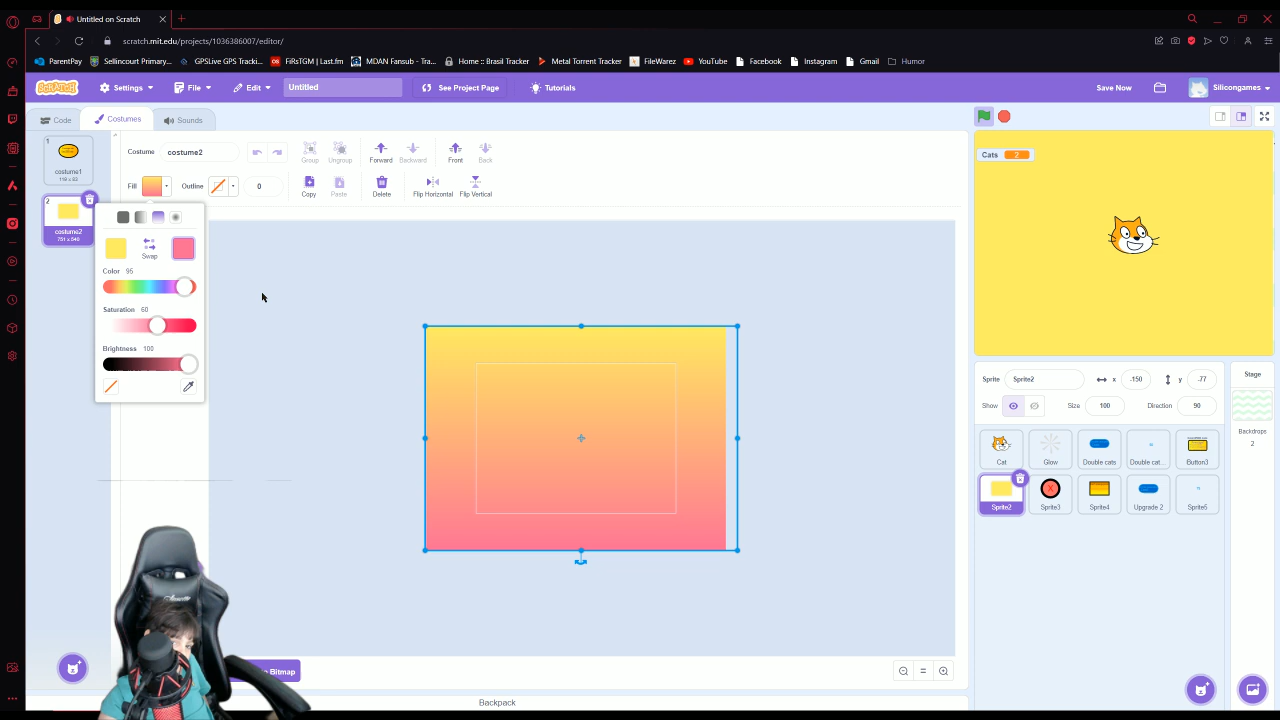 Untitled on Scratch
scratch.mit.edu/projects/1036386007/editor/
ParentPay Sellincourt Primary... GPSLive GPS Tracki... FiRsTGM | Last.fm MDAN Fansub - Tra... Home :: Brasil Tracker Metal Torrent Tracker FileWarez YouTube Facebook Instagram Gmail Humor
SCRATCH Settings File Edit Untitled See Project Page Tutorials Save Now Silicongames
Code Costumes Sounds
1
costume1
2
costume2
751 x 540
Costume costume2
Group Ungroup Forward Backward Front Back
Fill Outline 0
Copy Paste Delete Flip Horizontal Flip Vertical
Swap
Color 95
Saturation 60
Brightness 100
Bitmap
Backpack
Cats 2
Sprite Sprite2 x -150 y -77
Show Size 100 Direction 90
Stage
Backdrops
2
Cat Glow Double cats Double cat... Button3
Sprite2 Sprite3 Sprite4 Upgrade 2 Sprite5